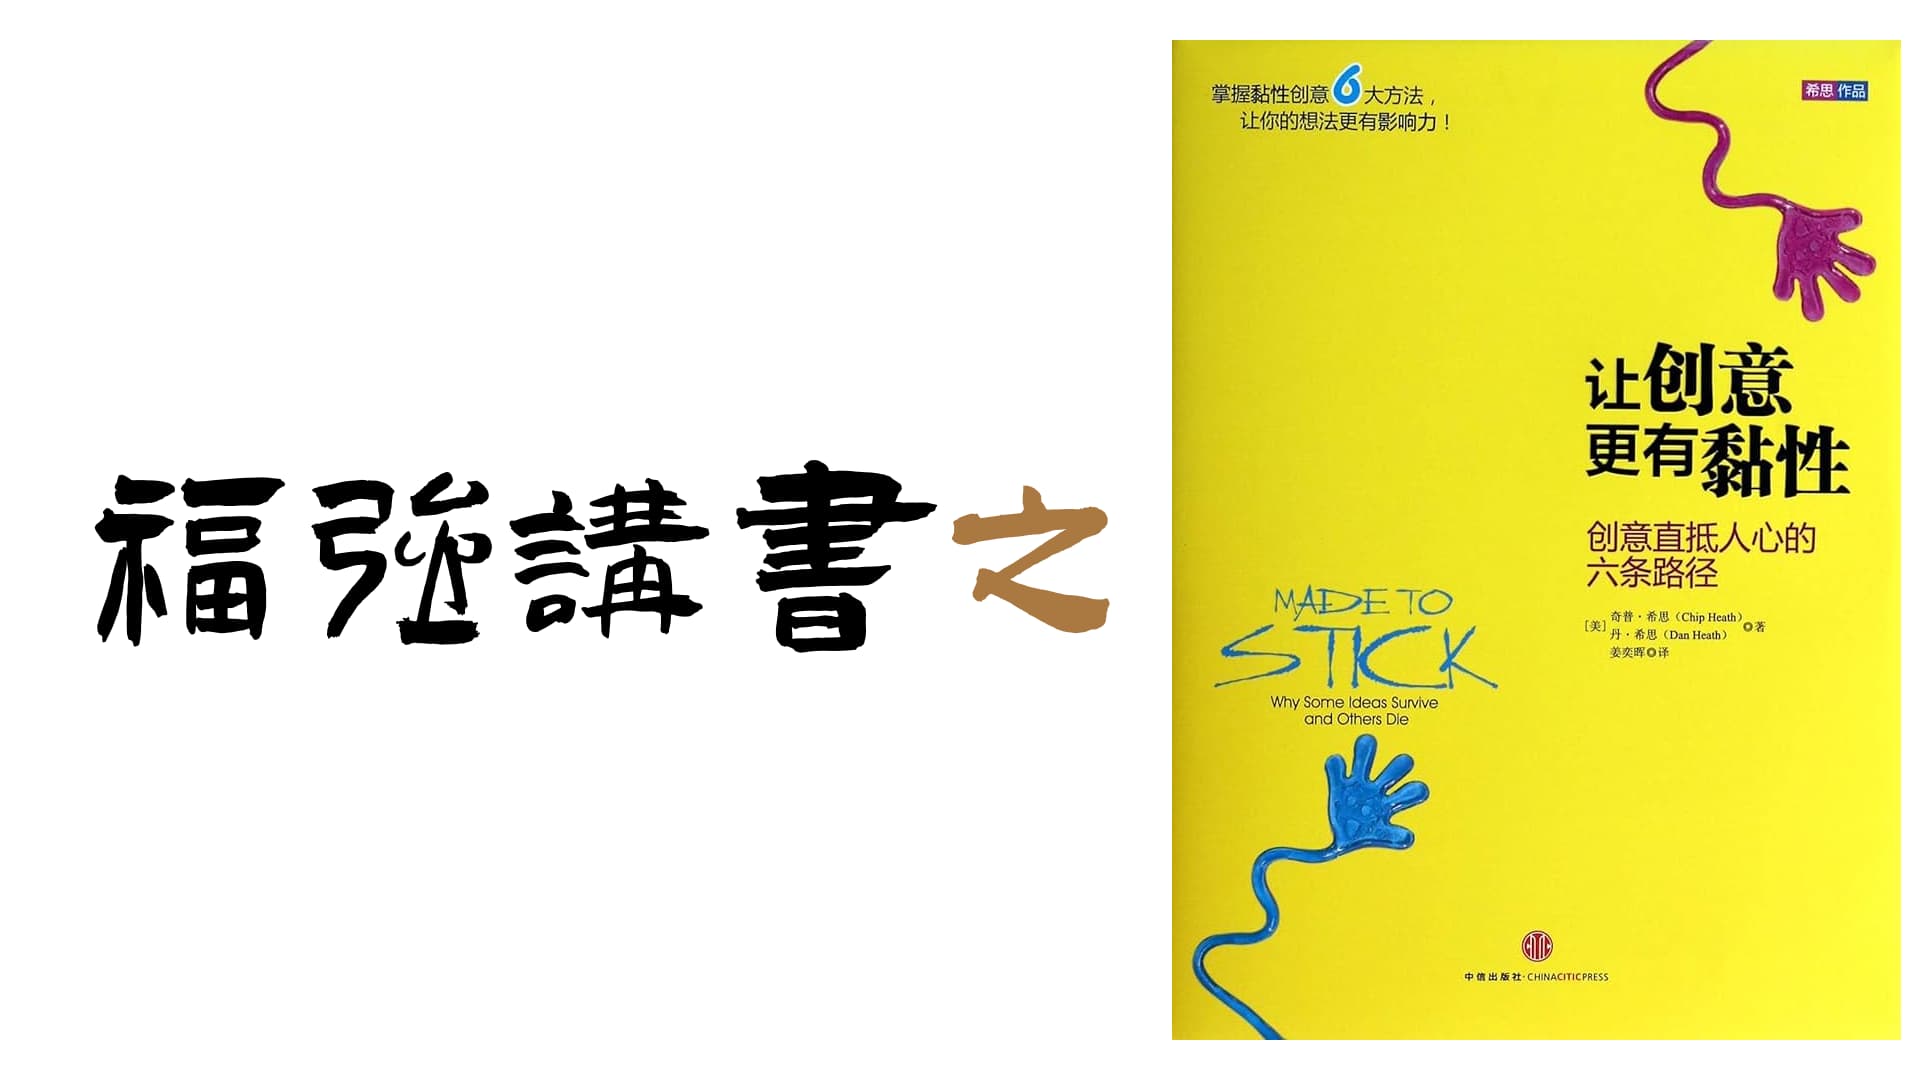 福強講書之
掌握黏性创意6大方法，
让你的想法更有影响力！
希思作品
让创意
更有黏性
创意直抵人心的
六条路径
[美] 奇普·希思（Chip Heath）
丹·希思（Dan Heath） ◎著
姜奕晖◎译
MADE TO
STICK
Why Some Ideas Survive
and Others Die
中信出版社·CHINACITICPRESS